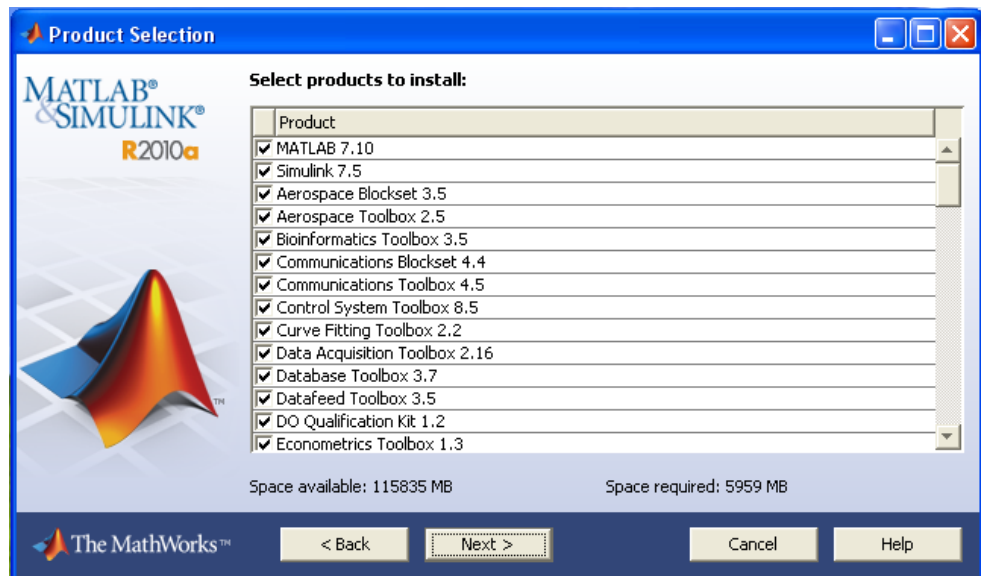 Product Selection
MATLAB®
&SIMULINK®
R2010a
Select products to install:
Product
MATLAB 7.10
Simulink 7.5
Aerospace Blockset 3.5
Aerospace Toolbox 2.5
Bioinformatics Toolbox 3.5
Communications Blockset 4.4
Communications Toolbox 4.5
Control System Toolbox 8.5
Curve Fitting Toolbox 2.2
Data Acquisition Toolbox 2.16
Database Toolbox 3.7
Datafeed Toolbox 3.5
DO Qualification Kit 1.2
Econometrics Toolbox 1.3
TM
Space available: 115835 MB Space required: 5959 MB
The MathWorks™ < Back Next > Cancel Help